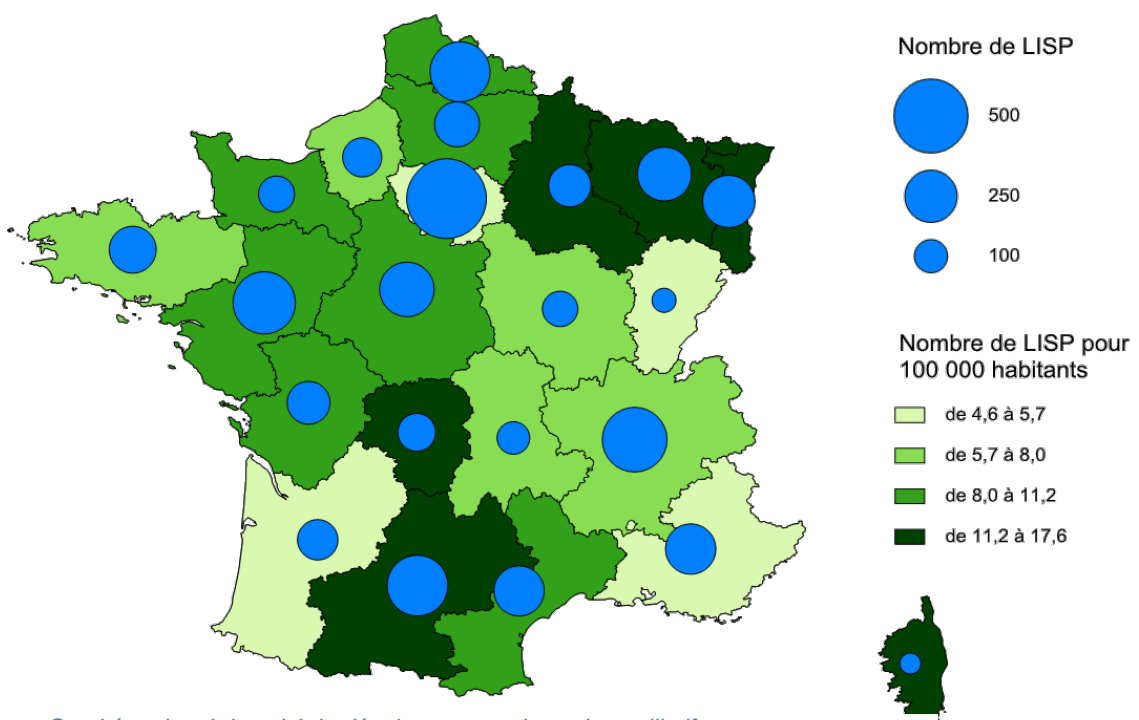 Nombre de LISP
500
250
100
Nombre de LISP pour
100 000 habitants
de 4,6 à 5,7
de 5,7 à 8,0
de 8,0 à 11,2
de 11,2 à 17,6